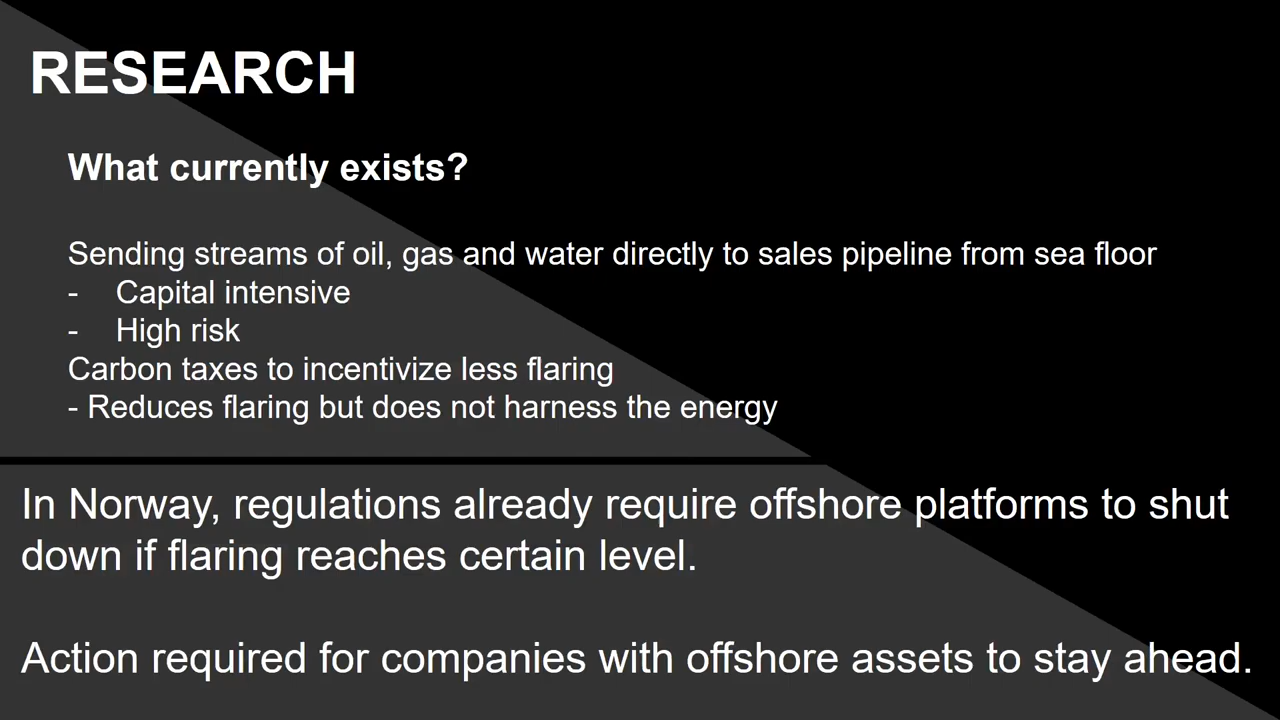 RESEARCH
What currently exists?
Sending streams of oil, gas and water directly to sales pipeline from sea floor
- Capital intensive
- High risk
Carbon taxes to incentivize less flaring
- Reduces flaring but does not harness the energy
In Norway, regulations already require offshore platforms to shut
down if flaring reaches certain level.
Action required for companies with offshore assets to stay ahead.